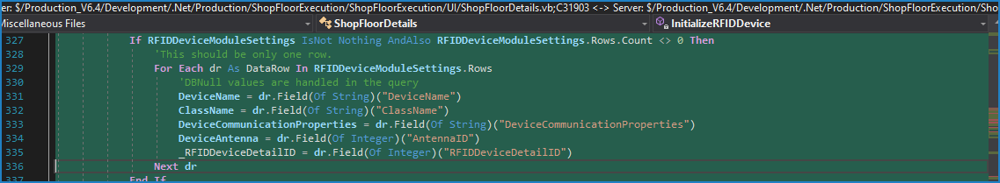 erver: $/Production_V6.4/Development/.Net/Production/ShopFloorExecution/ShopFloorExecution/UI/ShopFloorDetails.vb;C31903 <-> Server: $/Production_V6.4/Development/.Net/Production/ShopFloorExecution/Sho
Miscellaneous Files ShopFloorDetails InitializeRFIDDevice
327 If RFIDDeviceModuleSettings IsNot Nothing AndAlso RFIDDeviceModuleSettings.Rows.Count <> 0 Then
328 'This should be only one row.
329 For Each dr As DataRow In RFIDDeviceModuleSettings.Rows
330 'DBNull values are handled in the query
331 DeviceName = dr.Field(Of String)("DeviceName")
332 ClassName = dr.Field(Of String)("ClassName")
333 DeviceCommunicationProperties = dr.Field(Of String)("DeviceCommunicationProperties")
334 DeviceAntenna = dr.Field(Of Integer)("AntennaID")
335 _RFIDDeviceDetailID = dr.Field(Of Integer)("RFIDDeviceDetailID")
336 Next dr
337 End If